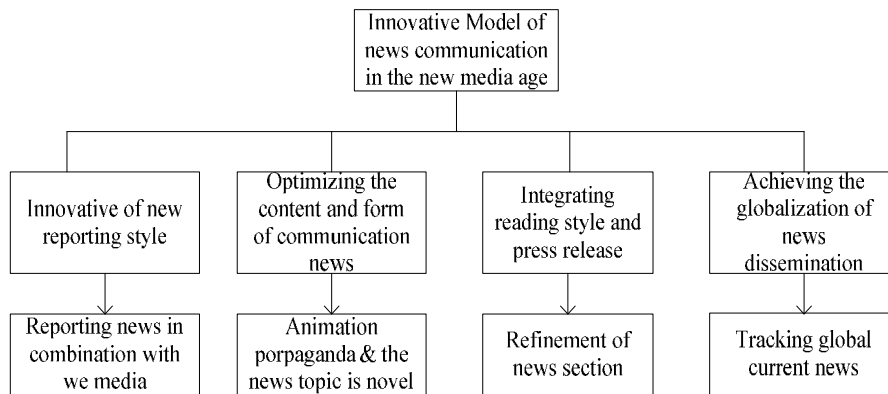 Innovative Model of
news communication
in the new media age
Innovative of new
reporting style
Optimizing the
content and form
of communication
news
Integrating
reading style and
press release
Achieving the
globalization of
news
dissemination
Reporting news in
combination with
we media
Animation
porpaganda & the
news topic is novel
Refinement of
news section
Tracking global
current news